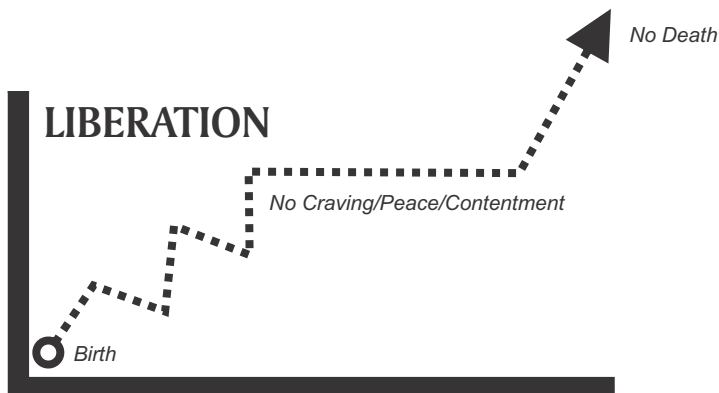 No Death
LIBERATION
No Craving/Peace/Contentment
Birth